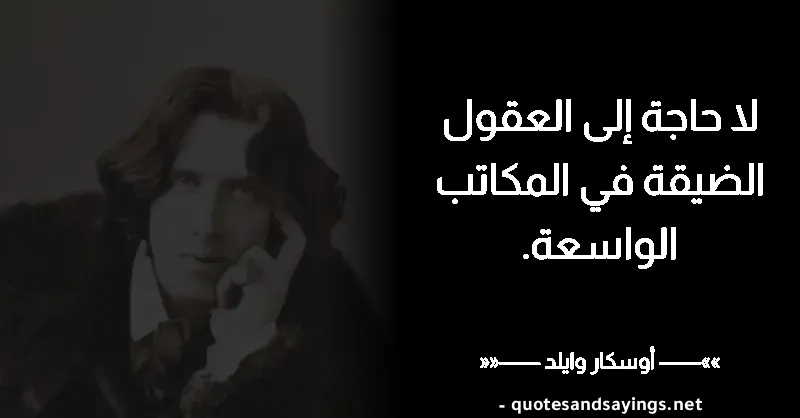 لا حاجة إلى العقول
الضيقة في المكاتب
الواسعة.
»»—— أوسكار وايلد ——««
- quotesandsayings.net